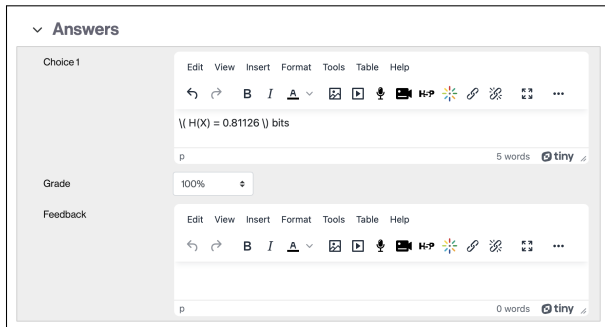 Answers
Choice 1
Edit View Insert Format Tools Table Help
B I A H-P ...
\( H(X) = 0.81126 \) bits
p 5 words tiny
Grade
100%
Feedback
Edit View Insert Format Tools Table Help
B I A H-P ...
p 0 words tiny